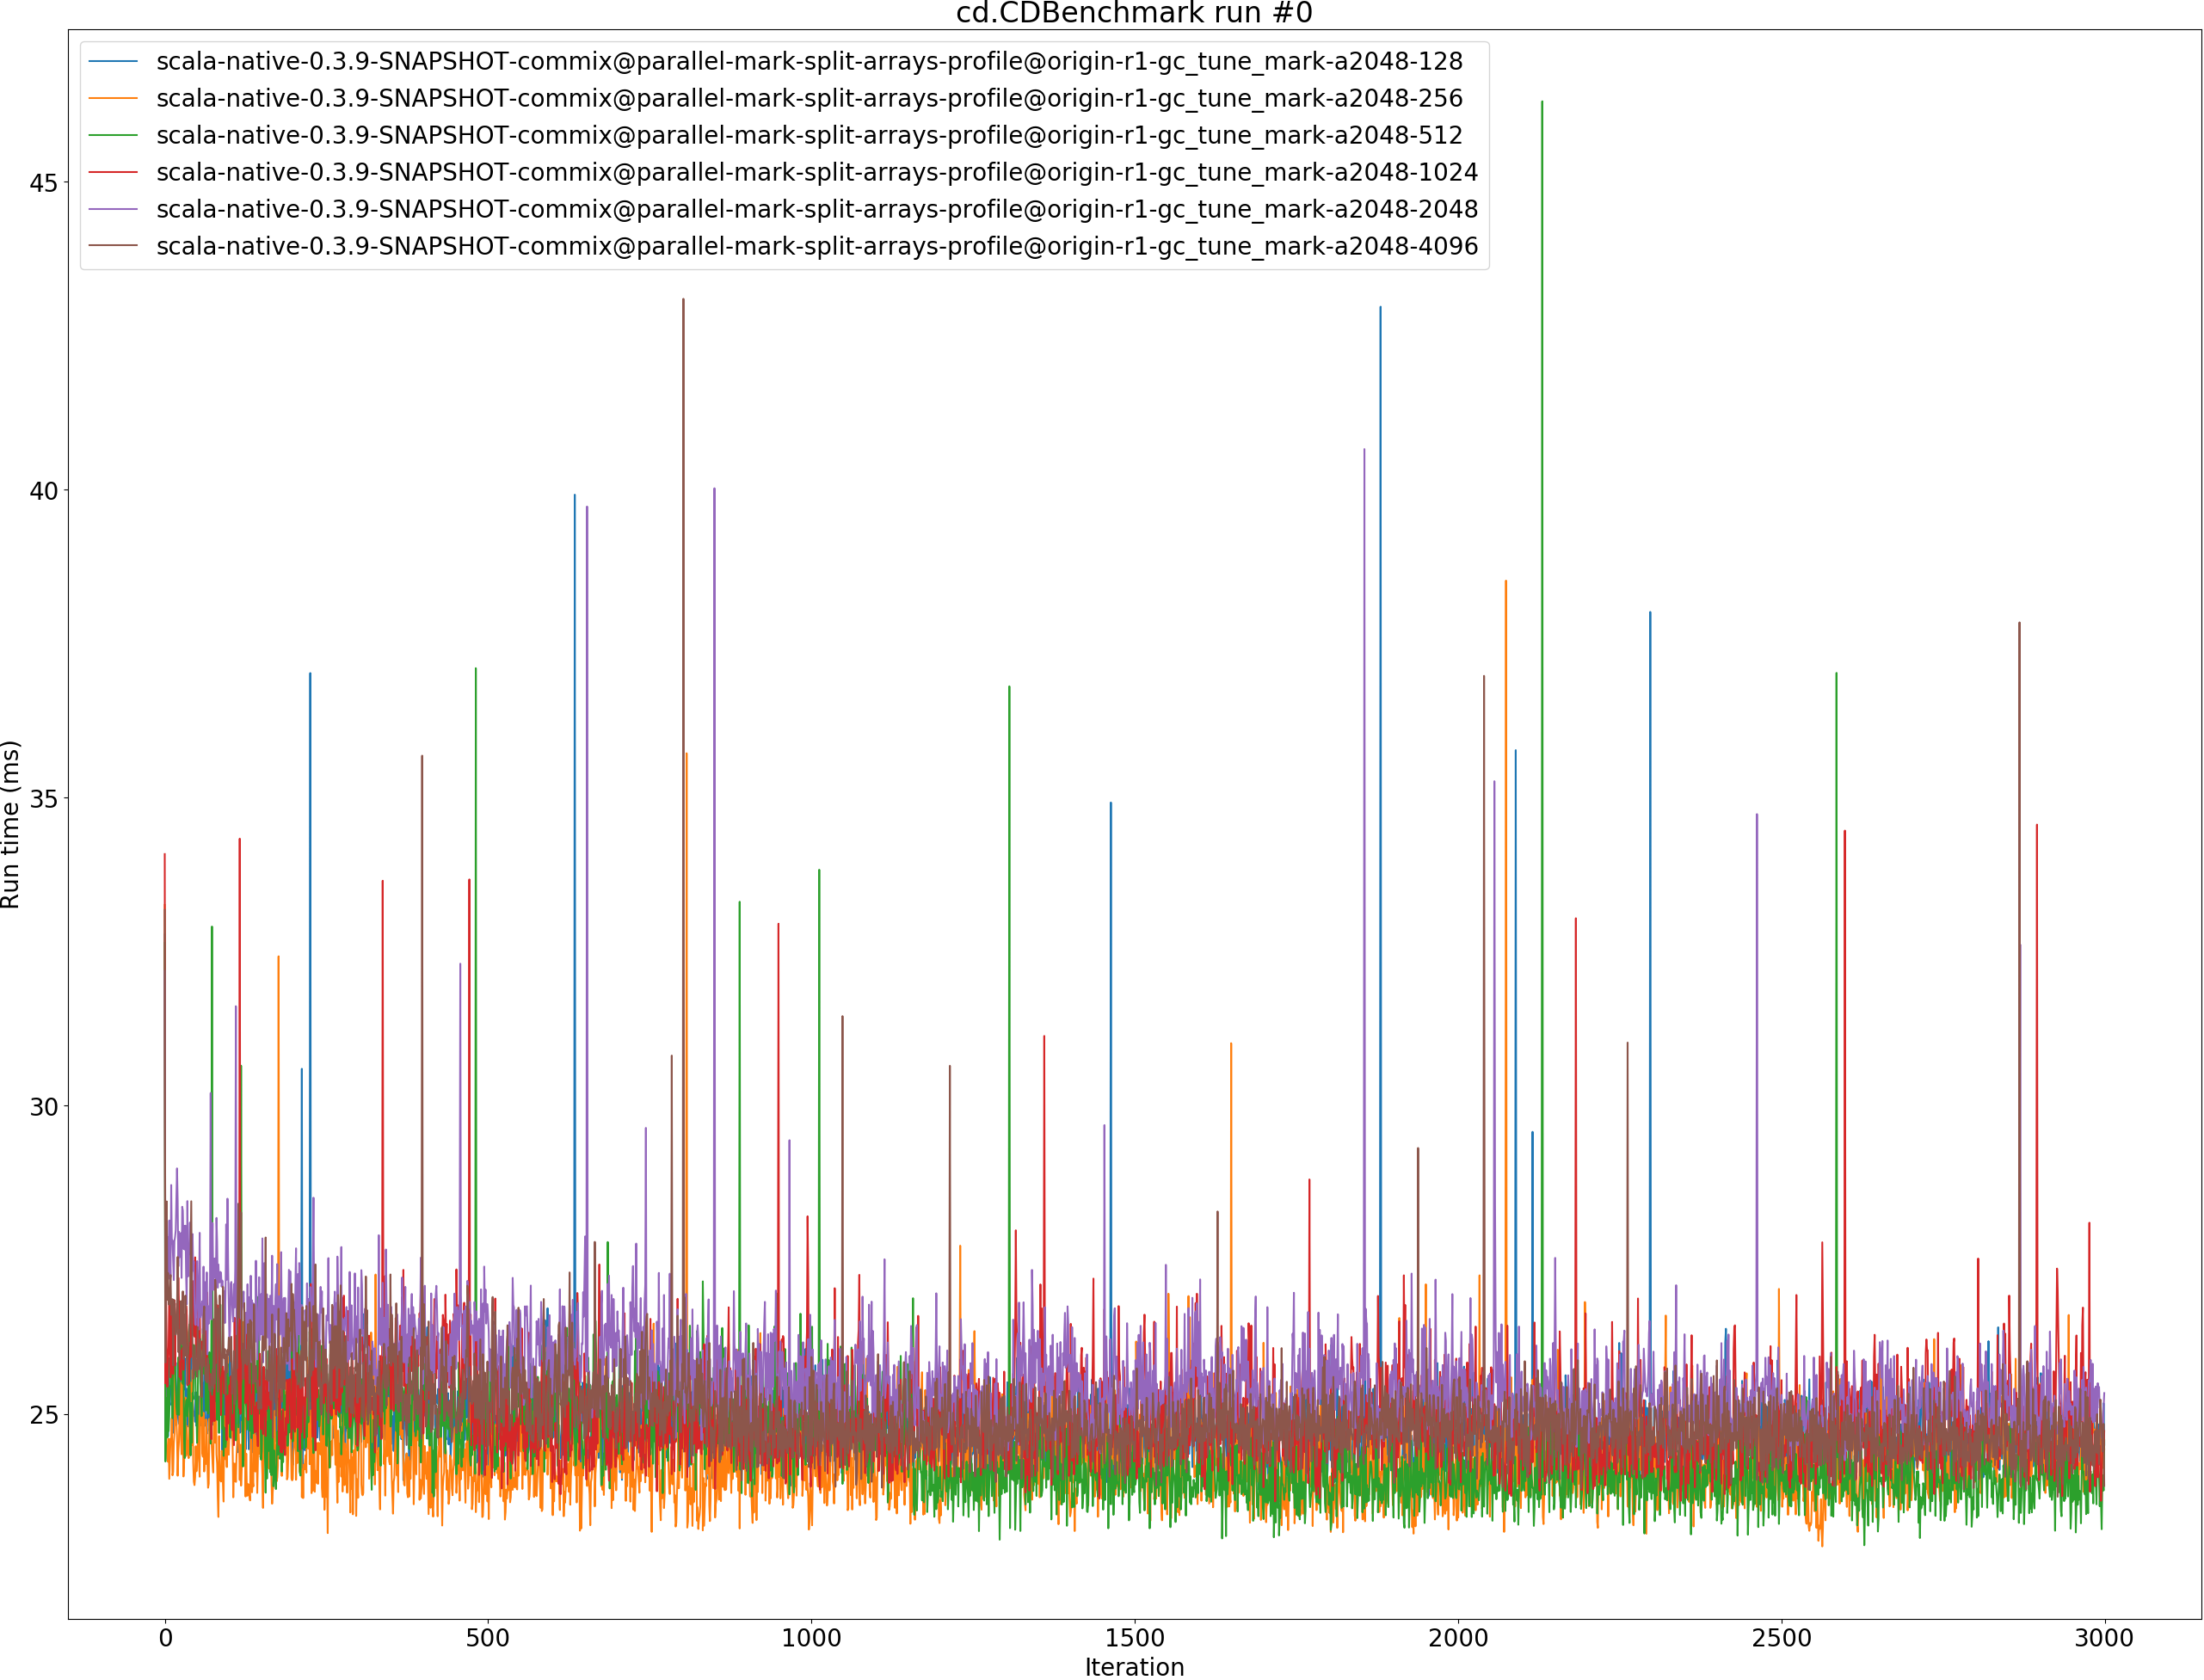 cd.CDBenchmark run #0
scala-native-0.3.9-SNAPSHOT-commix@parallel-mark-split-arrays-profile@origin-r1-gc_tune_mark-a2048-128
scala-native-0.3.9-SNAPSHOT-commix@parallel-mark-split-arrays-profile@origin-r1-gc_tune_mark-a2048-256
scala-native-0.3.9-SNAPSHOT-commix@parallel-mark-split-arrays-profile@origin-r1-gc_tune_mark-a2048-512
scala-native-0.3.9-SNAPSHOT-commix@parallel-mark-split-arrays-profile@origin-r1-gc_tune_mark-a2048-1024
scala-native-0.3.9-SNAPSHOT-commix@parallel-mark-split-arrays-profile@origin-r1-gc_tune_mark-a2048-2048
scala-native-0.3.9-SNAPSHOT-commix@parallel-mark-split-arrays-profile@origin-r1-gc_tune_mark-a2048-4096
45
40
35
30
25
Run time (ms)
0 500 1000 1500 2000 2500 3000
Iteration